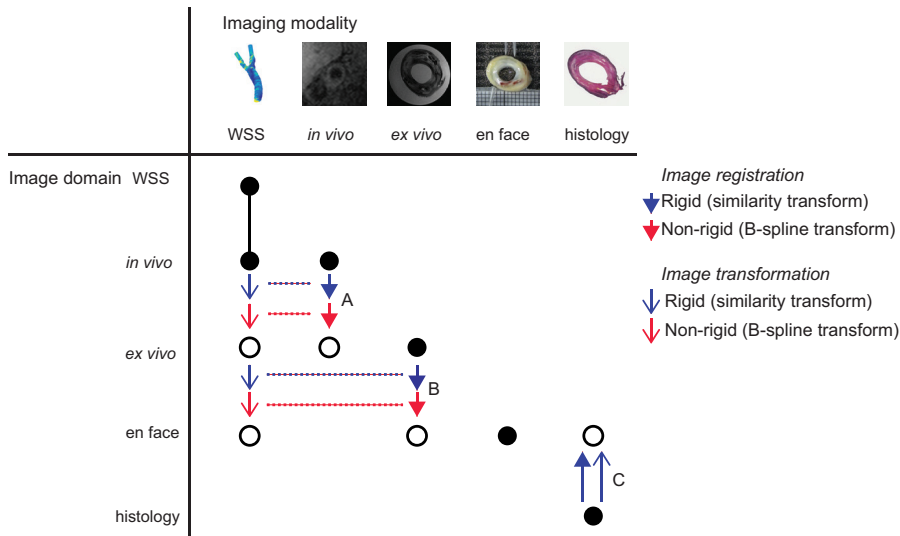 Imaging modality
WSS
in vivo
ex vivo
en face
histology
Image domain WSS
in vivo
ex vivo
en face
histology
A
B
C
Image registration
Rigid (similarity transform)
Non-rigid (B-spline transform)
Image transformation
Rigid (similarity transform)
Non-rigid (B-spline transform)